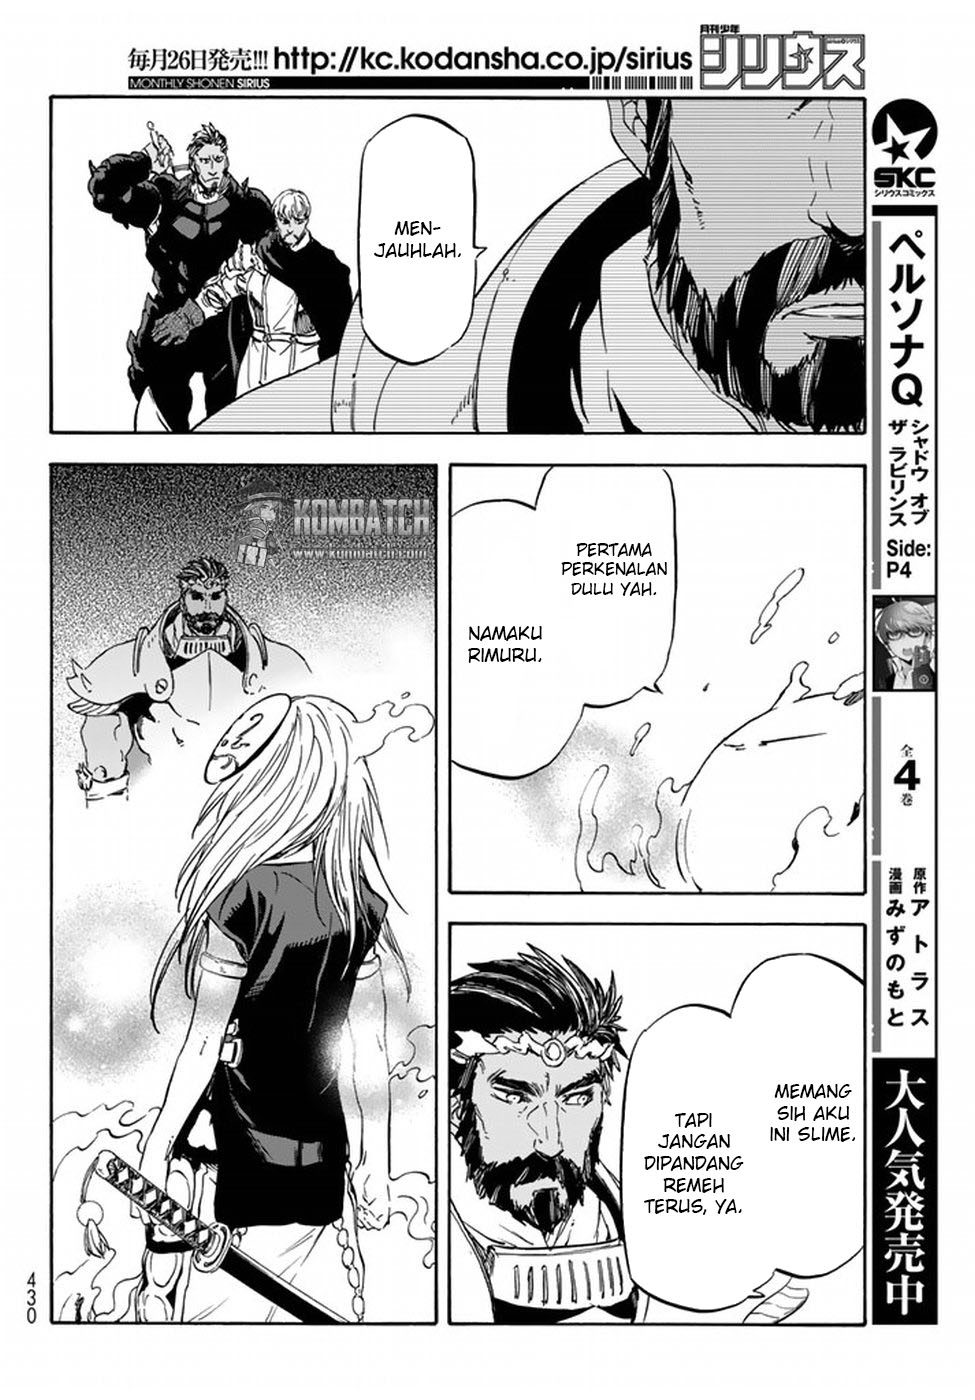 毎月26日発売!!!
http://kc.kodansha.co.jp/sirius
MONTHLY SHONEN SIRIUS
月刊少年
シリウス
MEN-
JAUHLAH.
KOMBATCH
www.kombatch.com
PERTAMA
PERKENALAN
DULU YAH.
NAMAKU
RIMURU.
MEMANG
SIH AKU
INI SLIME.
TAPI
JANGAN
DIPANDANG
REMEH
TERUS, YA.
SKC
シリウスコミックス
ペルソナQ
シャドウ オブ
ザ ラビリンス
Side:
P4
全
4
巻
原作 アトラス
漫画 みずのもと
大人気発売中
430